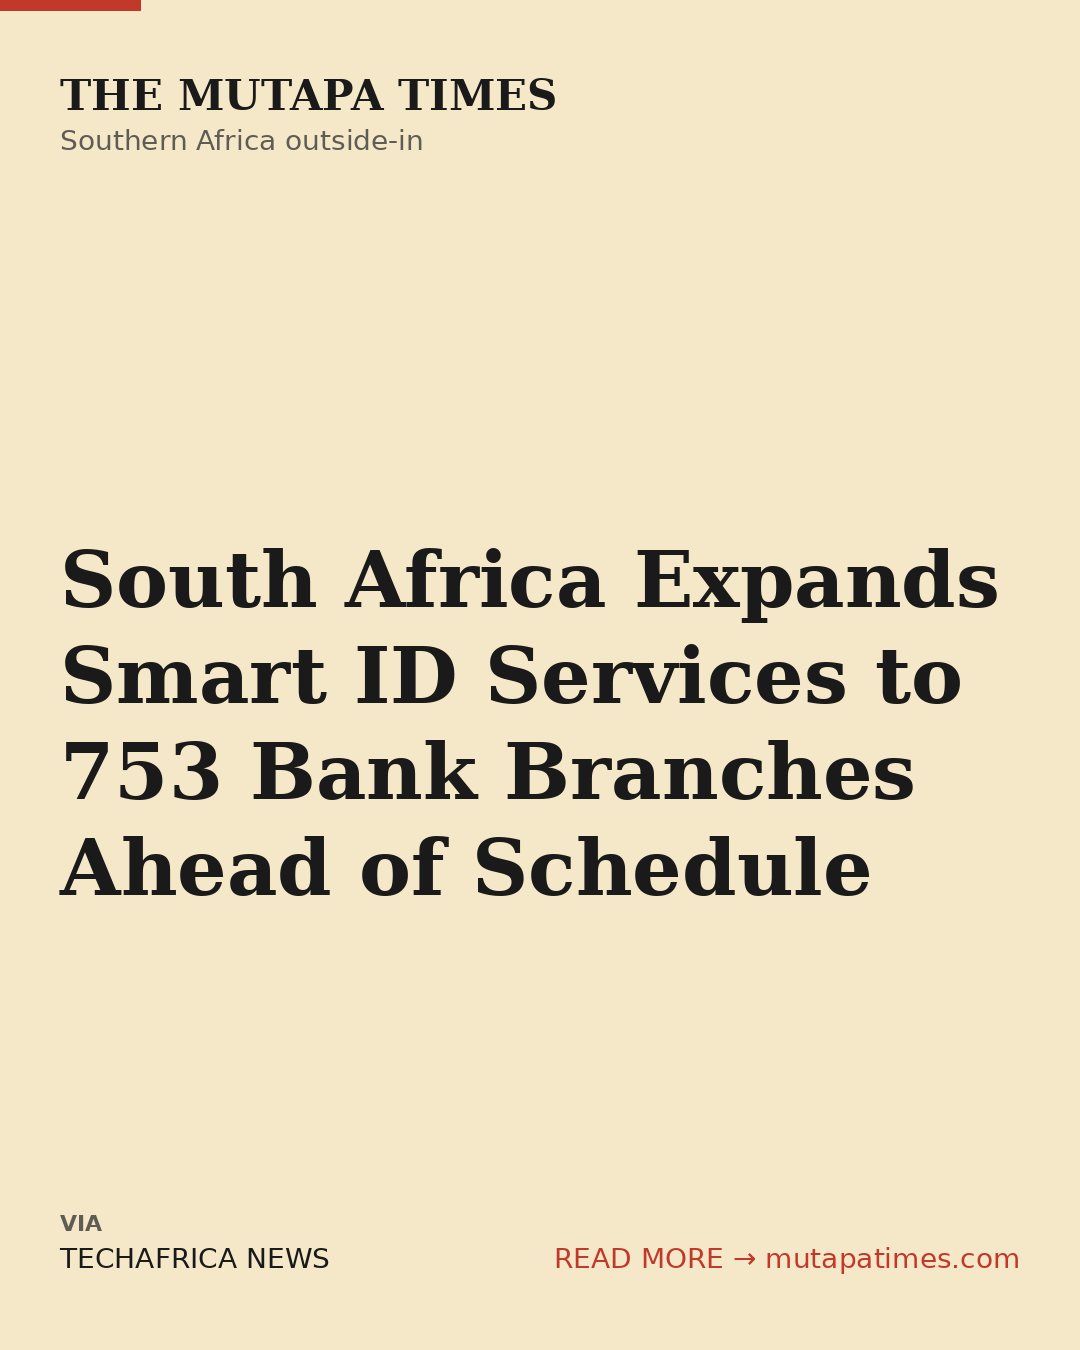 THE MUTAPA TIMES
Southern Africa outside-in
South Africa Expands
Smart ID Services to
753 Bank Branches
Ahead of Schedule
VIA
TECHAFRICA NEWS
READ MORE → mutapatimes.com